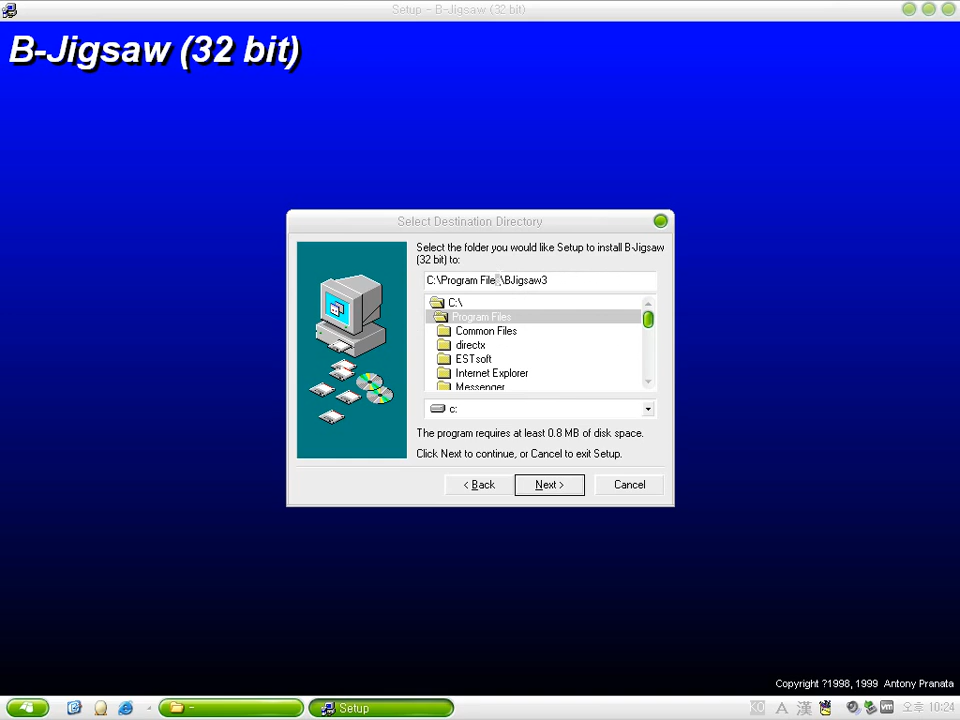 Setup - B-Jigsaw (32 bit)
B-Jigsaw (32 bit)
Select Destination Directory
Select the folder you would like Setup to install B-Jigsaw
(32 bit) to:
C:\Program Files\BJigsaw3
C:\
Program Files
Common Files
directx
ESTsoft
Internet Explorer
Messenger
c:
The program requires at least 0.8 MB of disk space.
Click Next to continue, or Cancel to exit Setup.
< Back
Next >
Cancel
Copyright ?1998, 1999 Antony Pranata
Setup
A 漢
오후 10:24